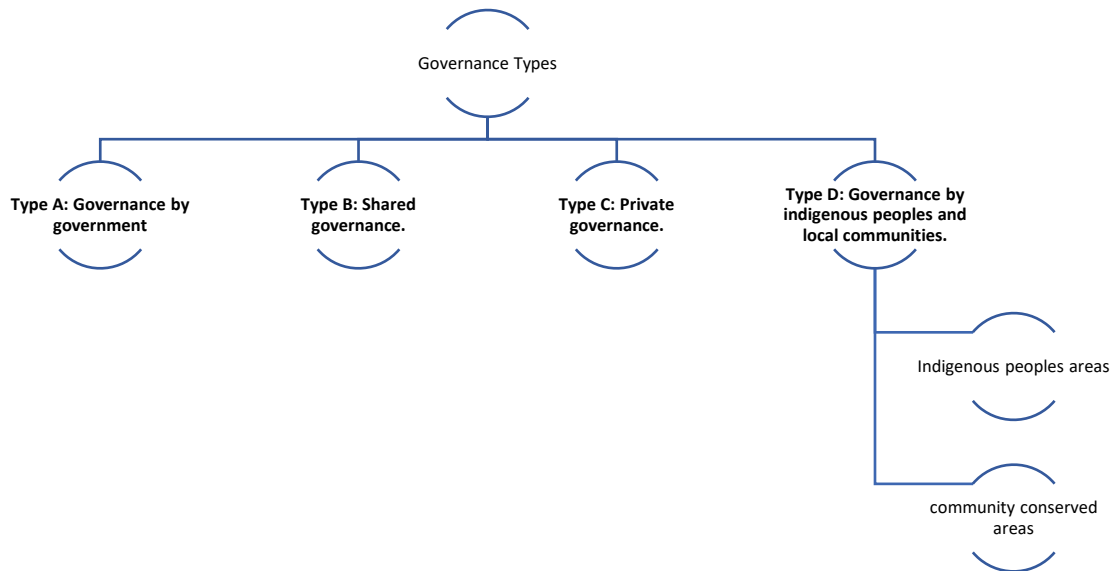 Governance Types
Type A: Governance by
government
Type B: Shared
governance.
Type C: Private
governance.
Type D: Governance by
indigenous peoples and
local communities.
Indigenous peoples areas
community conserved
areas